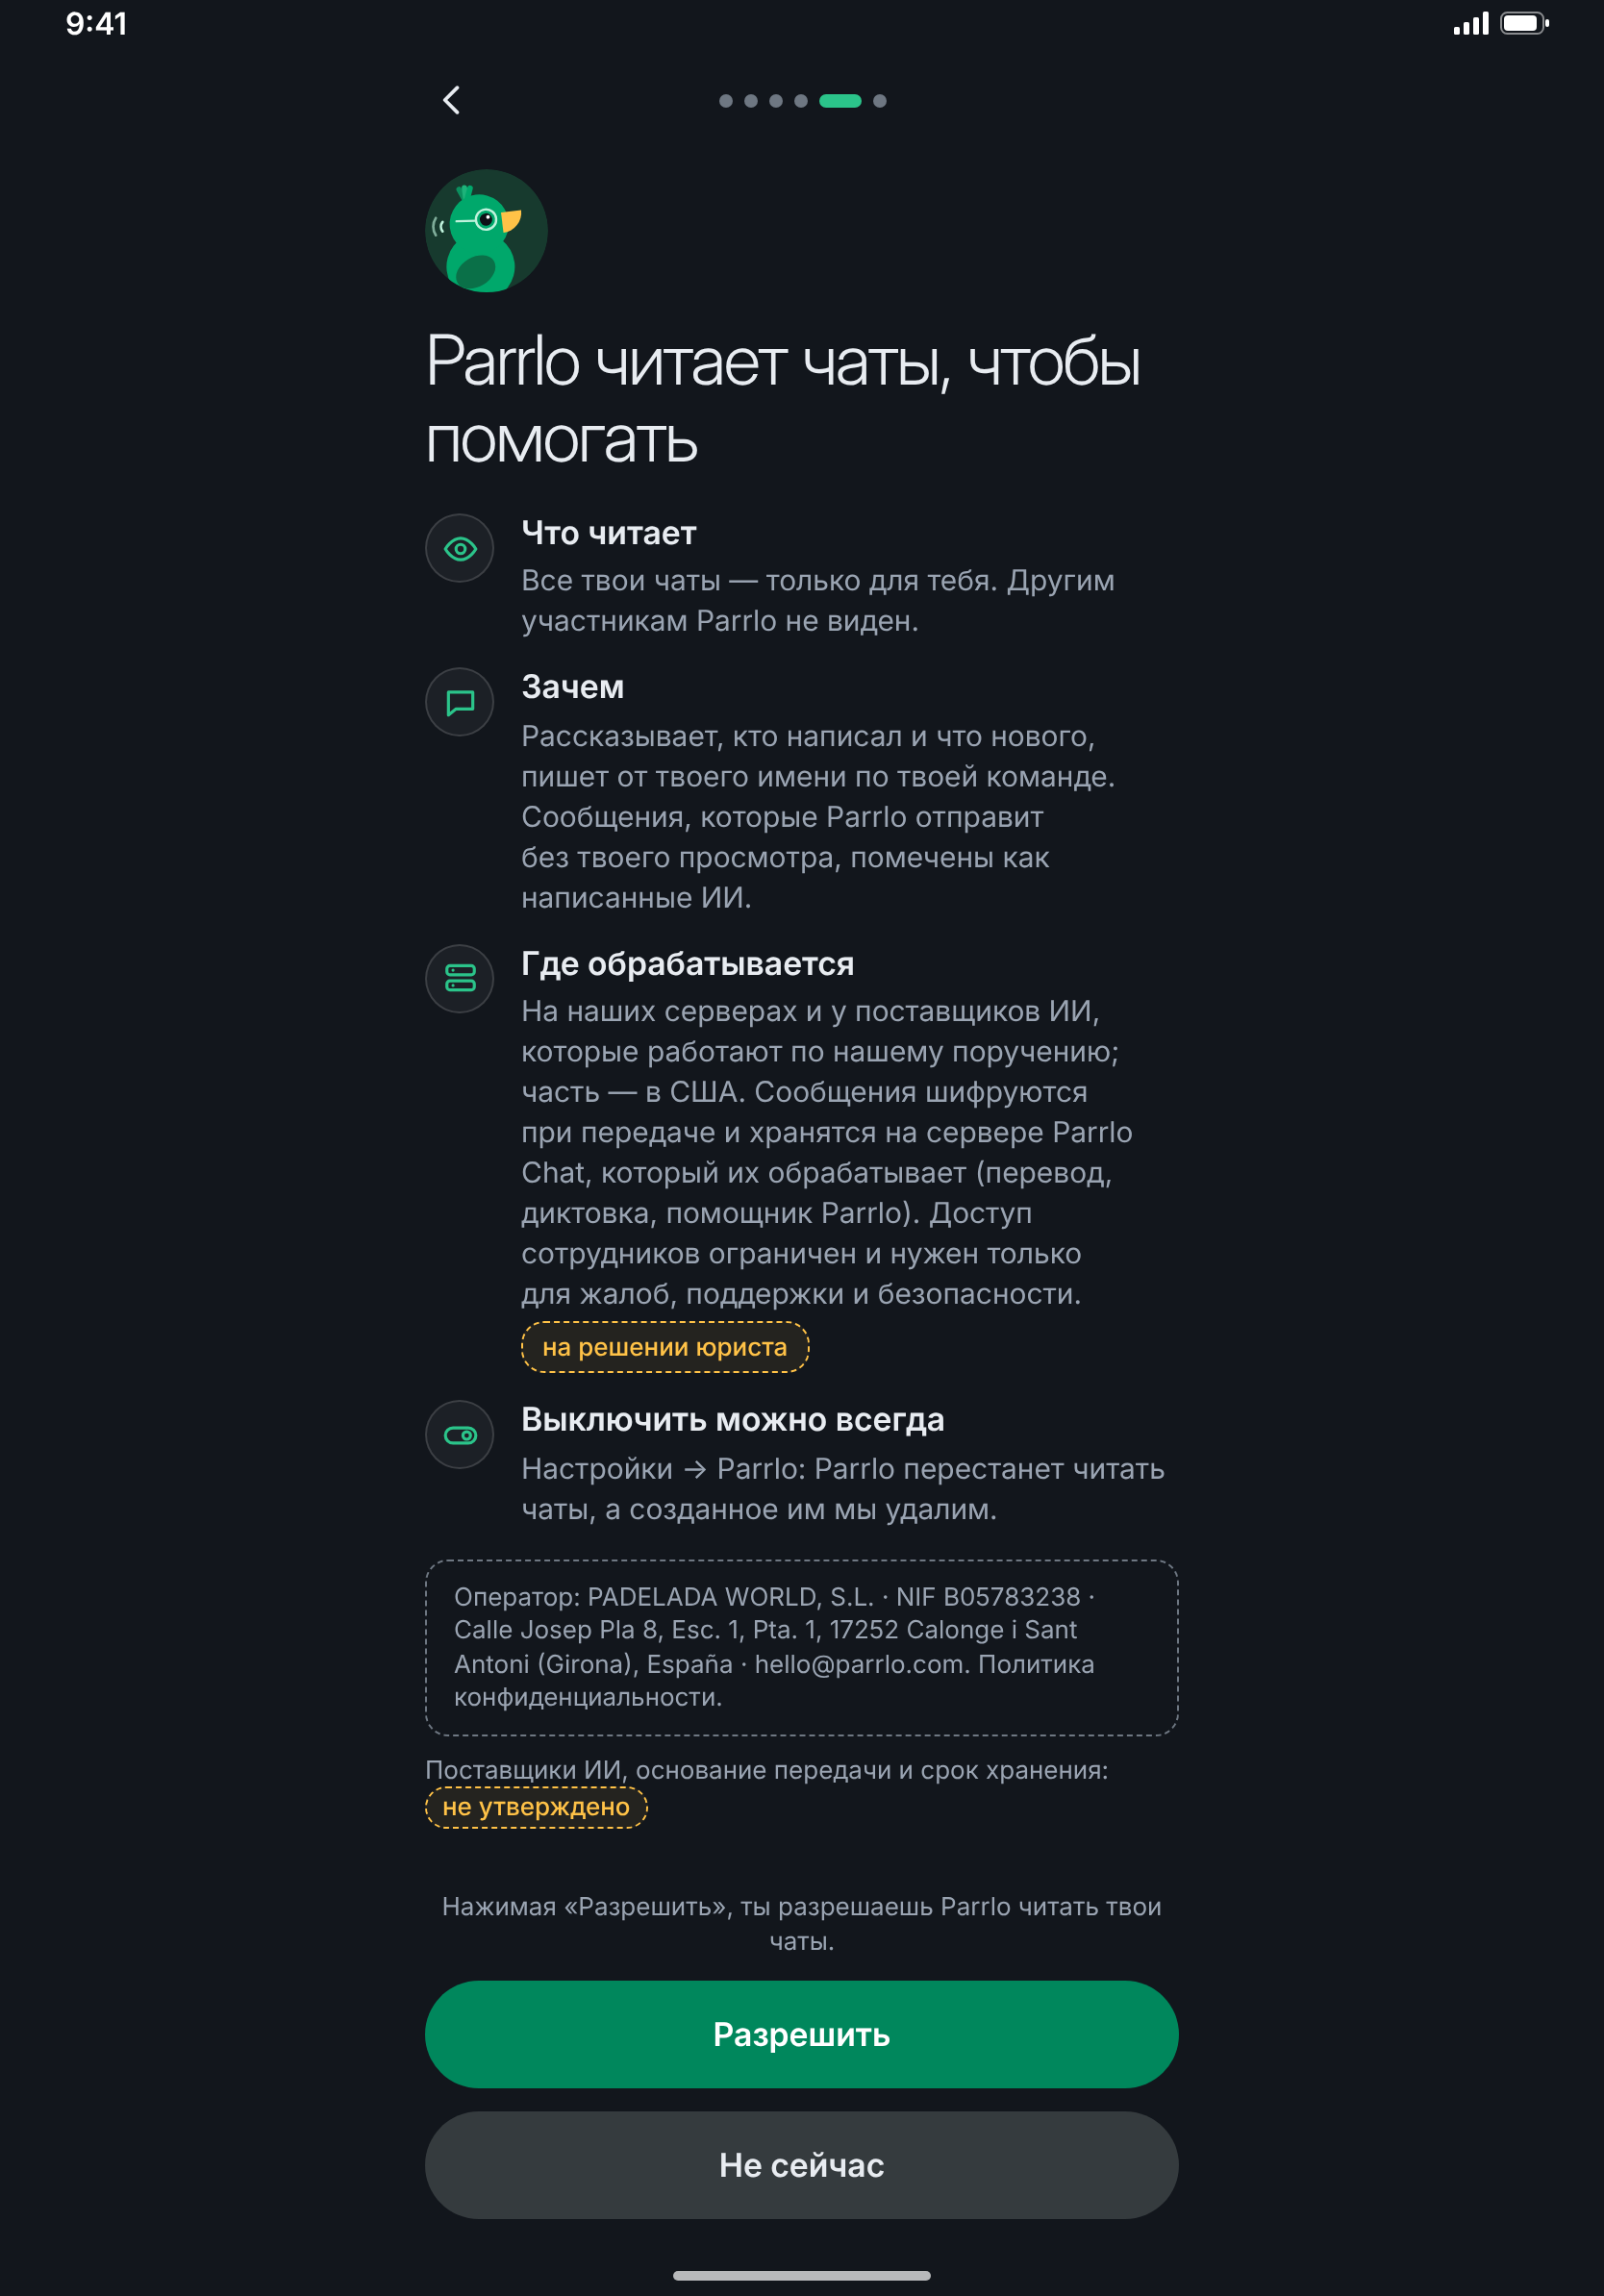 9:41
Parrlo читает чаты, чтобы
помогать
Что читает
Все твои чаты — только для тебя. Другим
участникам Parrlo не виден.
Зачем
Рассказывает, кто написал и что нового,
пишет от твоего имени по твоей команде.
Сообщения, которые Parrlo отправит
без твоего просмотра, помечены как
написанные ИИ.
Где обрабатывается
На наших серверах и у поставщиков ИИ,
которые работают по нашему поручению;
часть — в США. Сообщения шифруются
при передаче и хранятся на сервере Parrlo
Chat, который их обрабатывает (перевод,
диктовка, помощник Parrlo). Доступ
сотрудников ограничен и нужен только
для жалоб, поддержки и безопасности.
на решении юриста
Выключить можно всегда
Настройки → Parrlo: Parrlo перестанет читать
чаты, а созданное им мы удалим.
Оператор: PADELADA WORLD, S.L. · NIF B05783238 ·
Calle Josep Pla 8, Esc. 1, Pta. 1, 17252 Calonge i Sant
Antoni (Girona), España · hello@parrlo.com. Политика
конфиденциальности.
Поставщики ИИ, основание передачи и срок хранения:
не утверждено
Нажимая «Разрешить», ты разрешаешь Parrlo читать твои
чаты.
Разрешить
Не сейчас